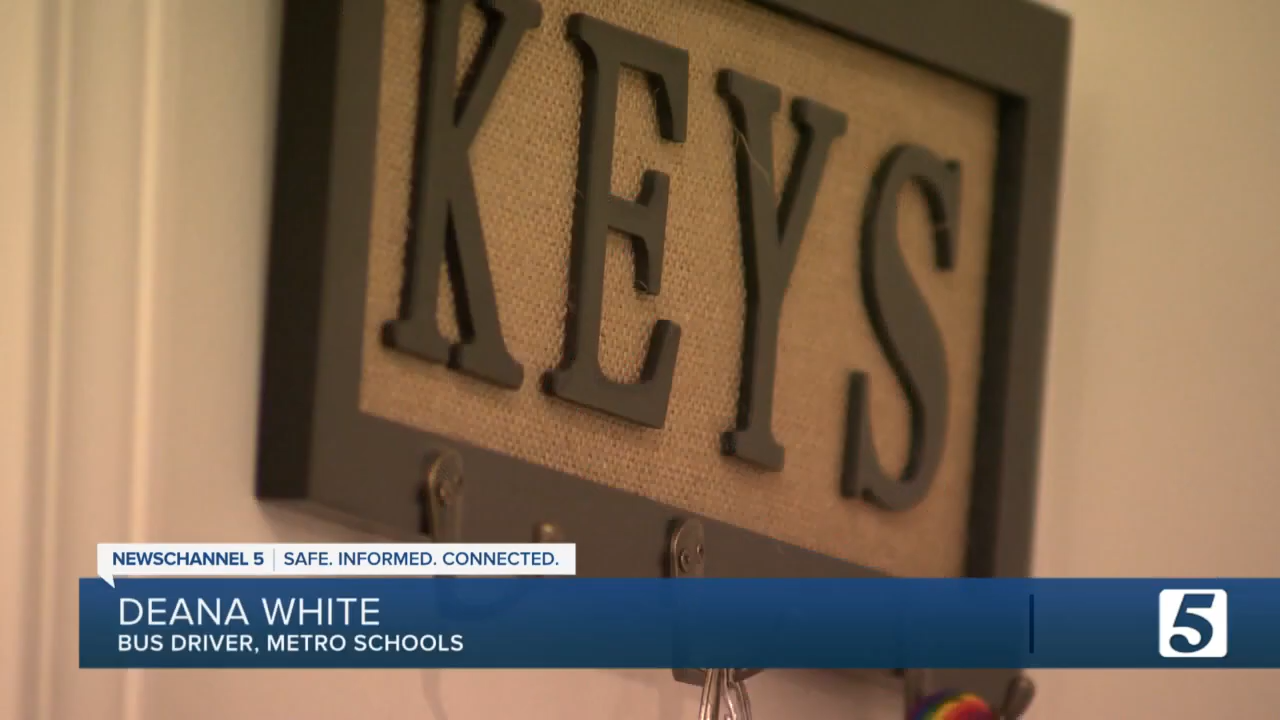 KEYS
NEWSCHANNEL 5 | SAFE. INFORMED. CONNECTED.
DEANA WHITE
BUS DRIVER, METRO SCHOOLS
5